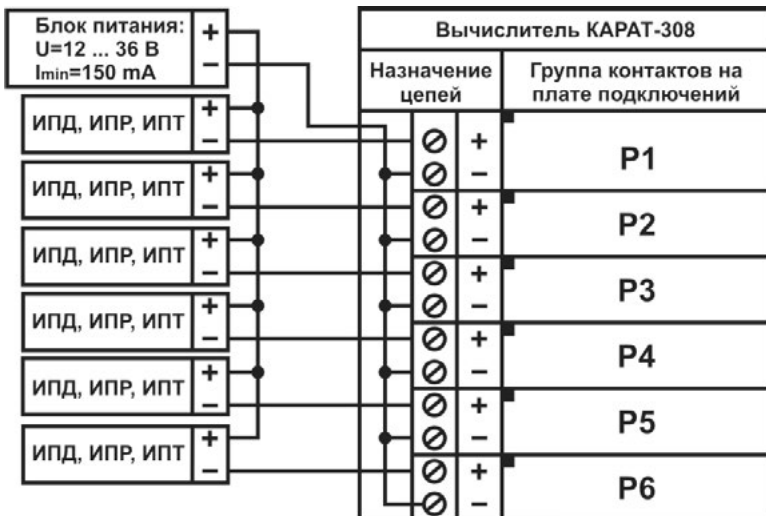 Блок питания:
U=12 ... 36 В
Imin=150 mA
+
−
Вычислитель КАРАТ-308
Назначение
цепей
Группа контактов на
плате подключений
ИПД, ИПР, ИПТ
+
−
+
−
P1
ИПД, ИПР, ИПТ
+
−
+
−
P2
ИПД, ИПР, ИПТ
+
−
+
−
P3
ИПД, ИПР, ИПТ
+
−
+
−
P4
ИПД, ИПР, ИПТ
+
−
+
−
P5
ИПД, ИПР, ИПТ
+
−
+
−
P6